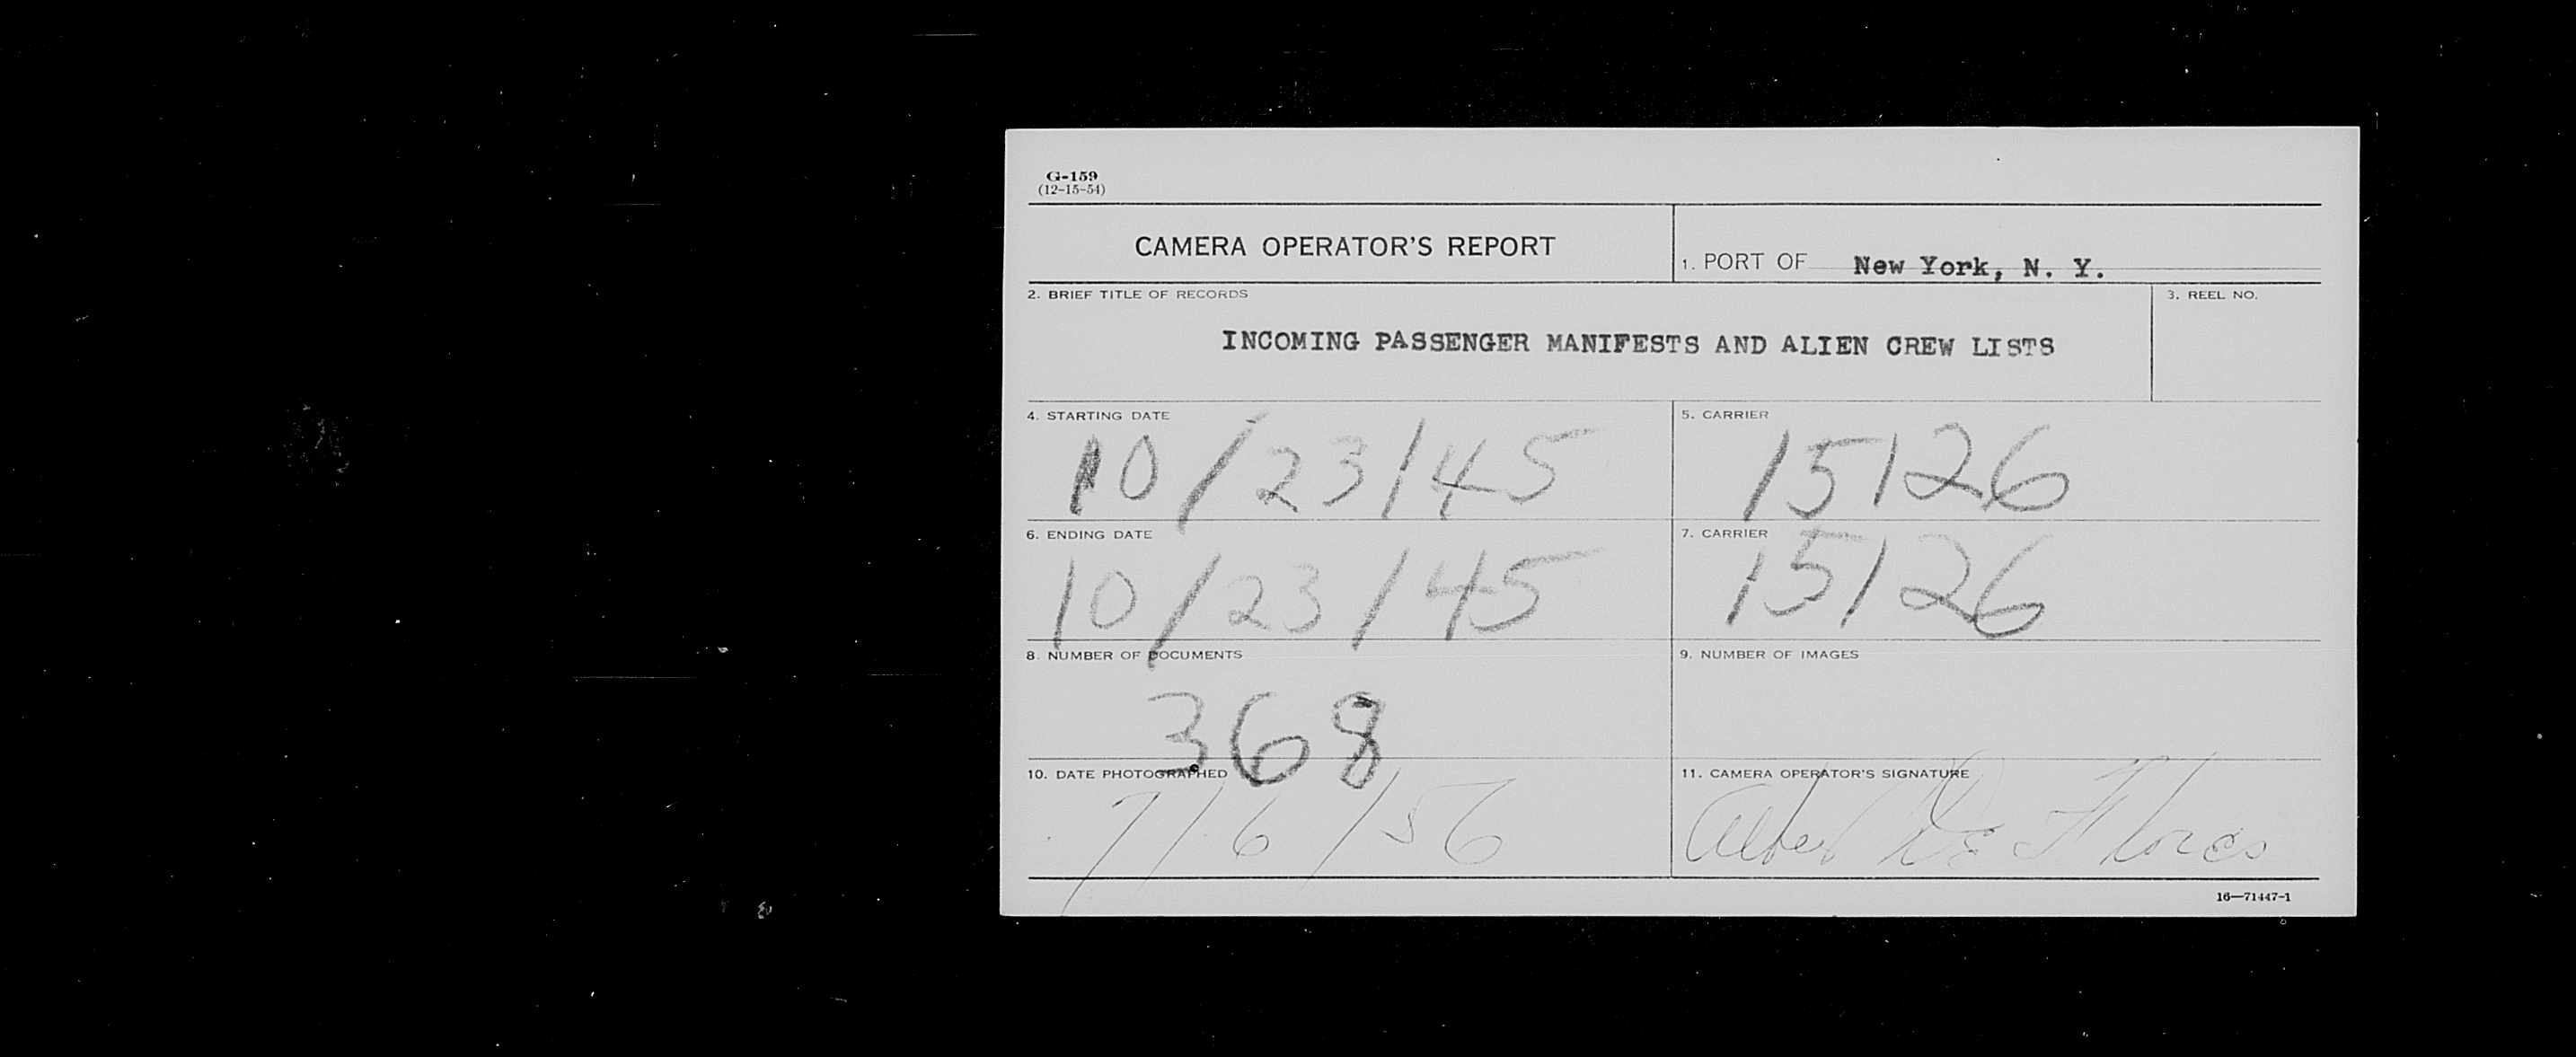 G-159
(12-15-54)
CAMERA OPERATOR'S REPORT
1. PORT OF New York, N. Y.
2. BRIEF TITLE OF RECORDS
3. REEL NO.
INCOMING PASSENGER MANIFESTS AND ALIEN CREW LISTS
4. STARTING DATE
5. CARRIER
10/23/45
15126
6. ENDING DATE
7. CARRIER
10/23/45
15126
8. NUMBER OF DOCUMENTS
9. NUMBER OF IMAGES
368
10. DATE PHOTOGRAPHED
11. CAMERA OPERATOR'S SIGNATURE
7/6/56
16—71447-1